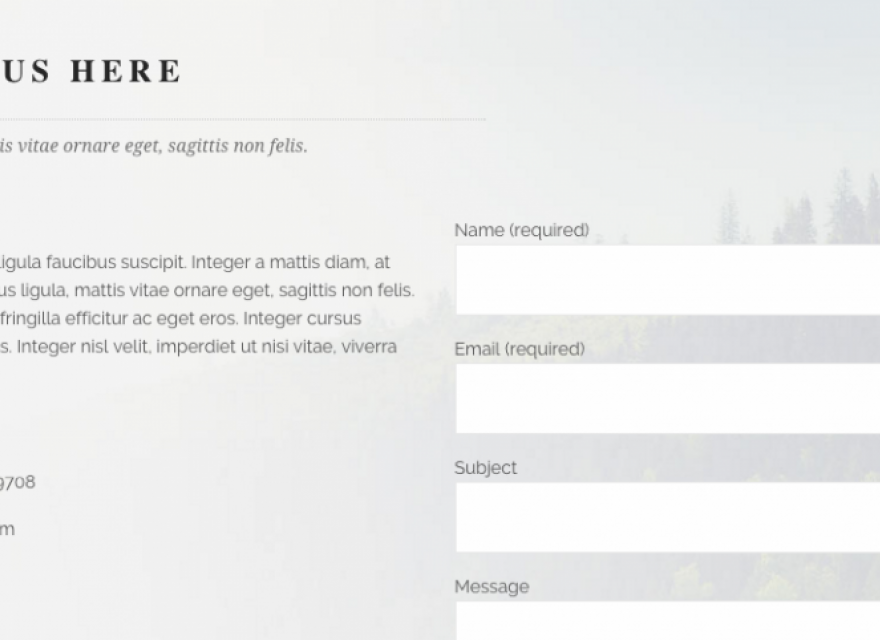 US HERE
is vitae ornare eget, sagittis non felis.
ligula faucibus suscipit. Integer a mattis diam, at
us ligula, mattis vitae ornare eget, sagittis non felis.
fringilla efficitur ac eget eros. Integer cursus
s. Integer nisl velit, imperdiet ut nisi vitae, viverra
9708
m
Name (required)
Email (required)
Subject
Message